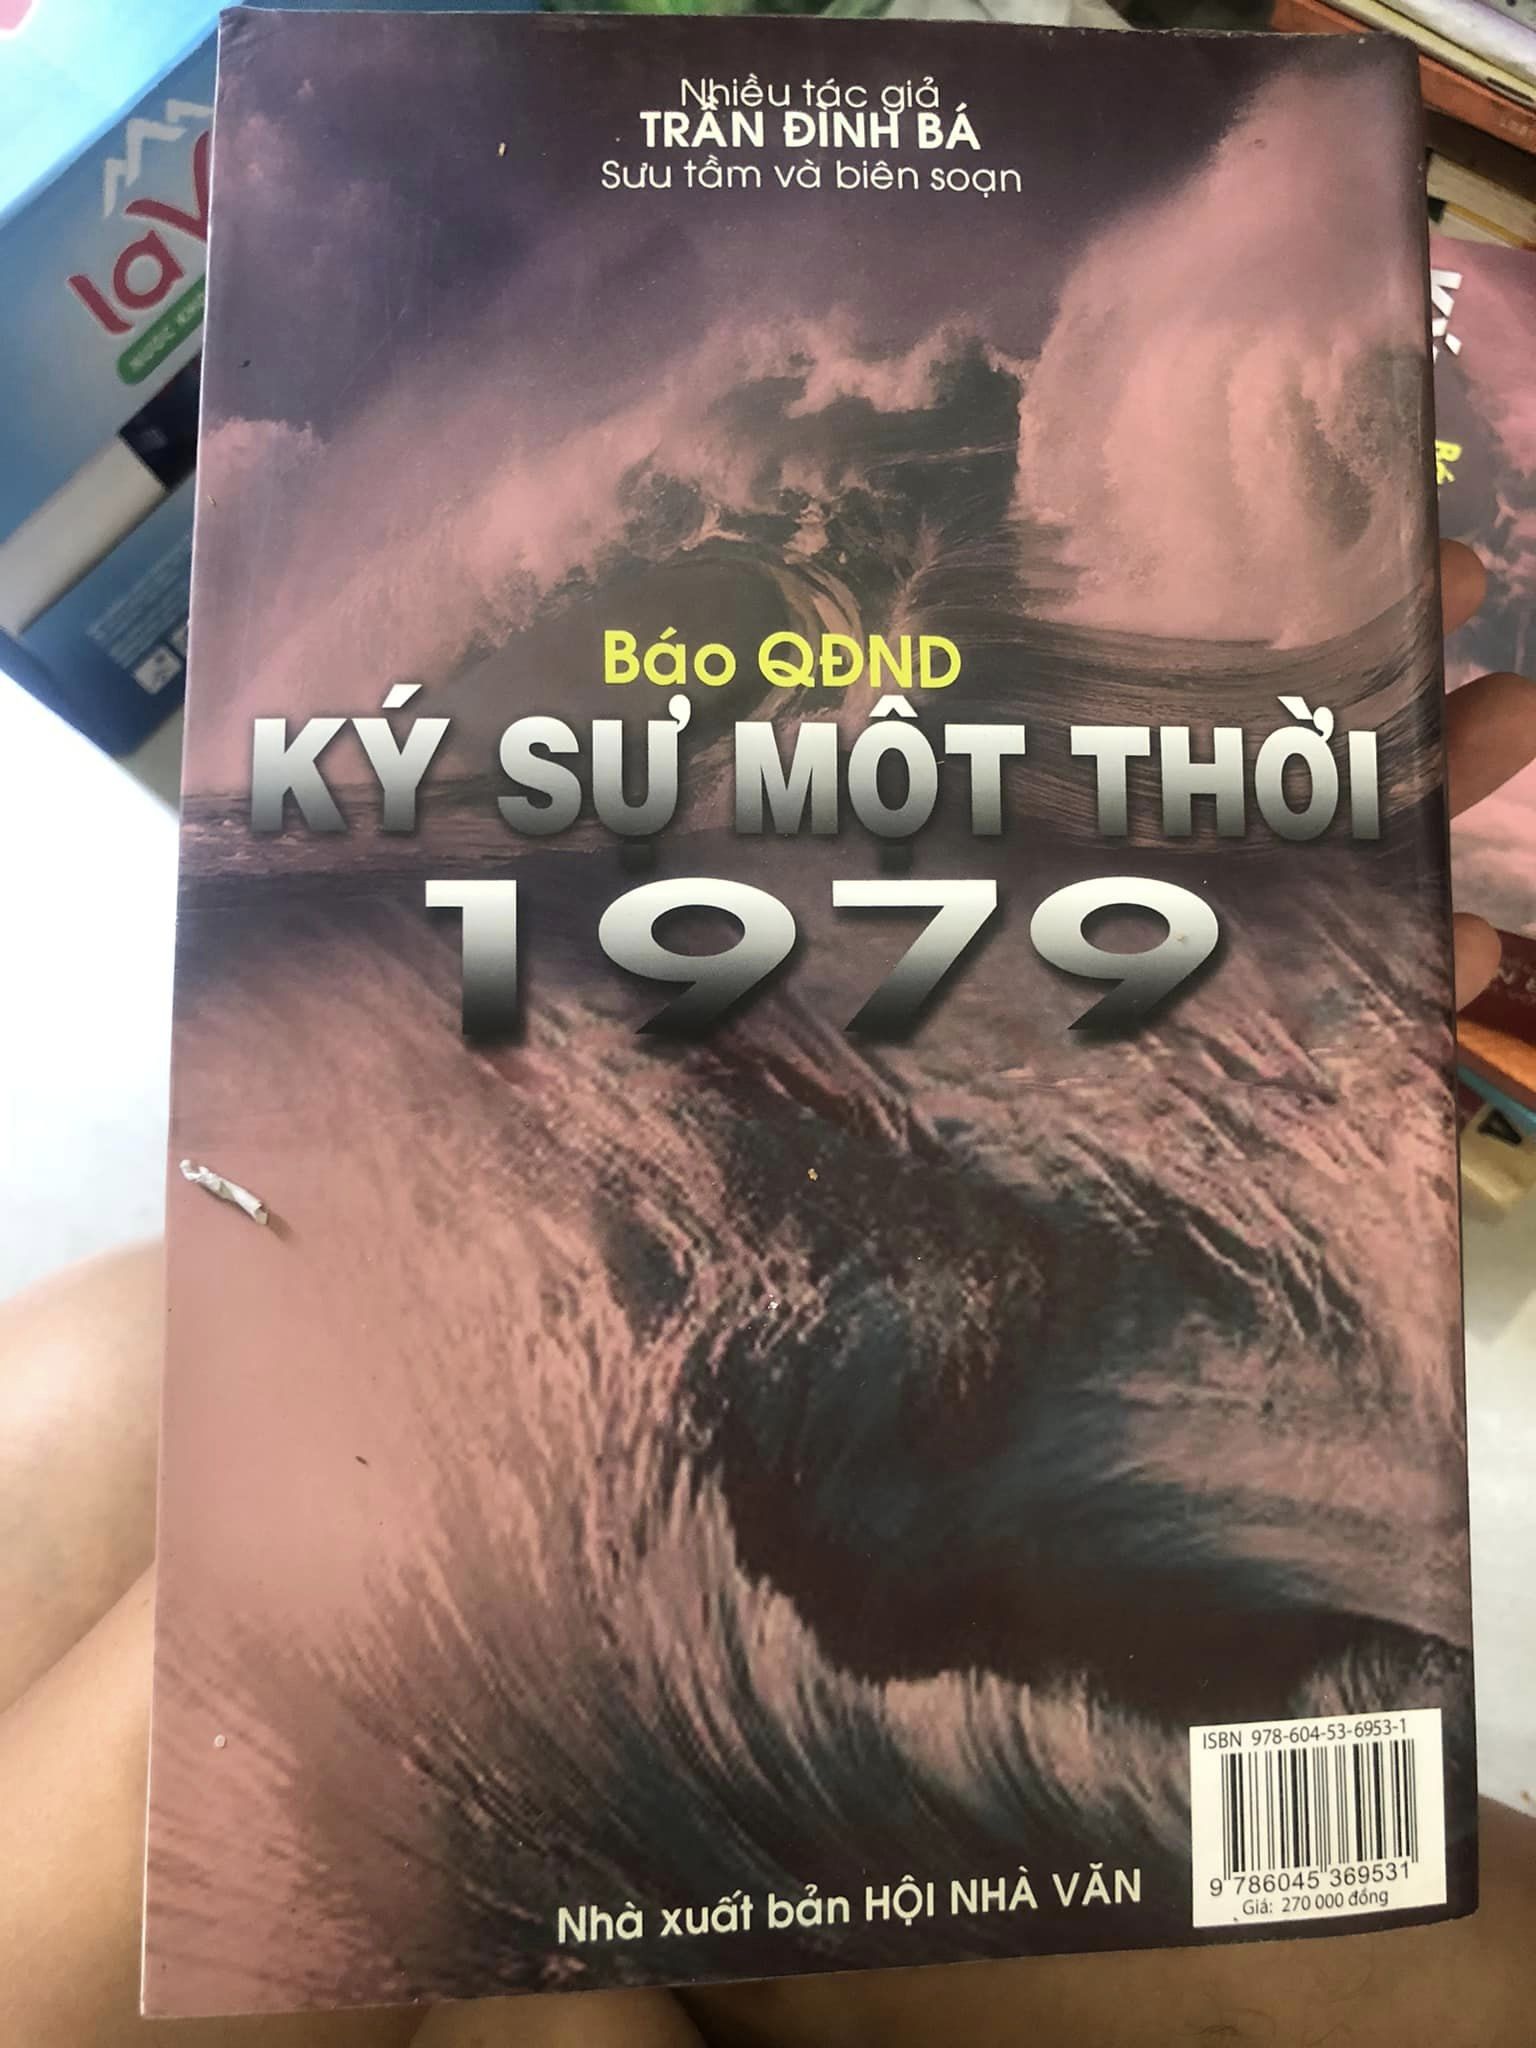 Nhiều tác giả
TRẦN ĐÌNH BÁ
Sưu tầm và biên soạn
Báo QĐND
KÝ SỰ MỘT THỜI
1979
ISBN 978-604-53-6953-1
9 786045 369531
Giá: 270 000 đồng
Nhà xuất bản HỘI NHÀ VĂN